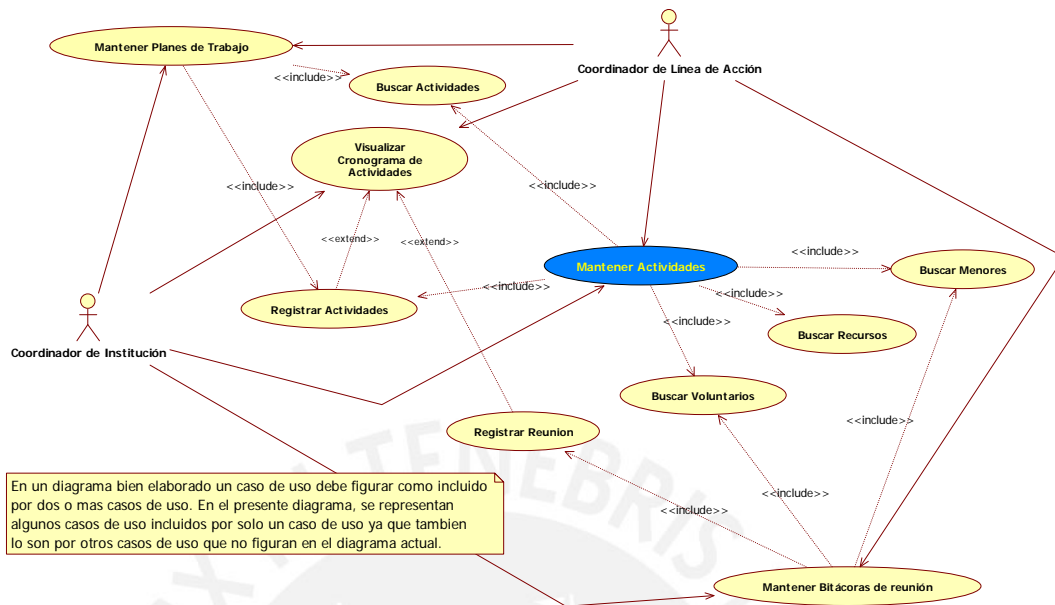 Mantener Planes de Trabajo
Coordinador de Línea de Acción
<<include>>
Buscar Actividades
Visualizar
Cronograma de
Actividades
<<include>>
<<include>>
<<extend>>
<<extend>>
<<include>>
Mantener Actividades
Buscar Menores
<<include>>
<<include>>
Registrar Actividades
<<include>>
Buscar Recursos
Coordinador de Institución
Buscar Voluntarios
<<include>>
Registrar Reunion
En un diagrama bien elaborado un caso de uso debe figurar como incluido
por dos o mas casos de uso. En el presente diagrama, se representan
algunos casos de uso incluidos por solo un caso de uso ya que tambien
lo son por otros casos de uso que no figuran en el diagrama actual.
<<include>>
<<include>>
Mantener Bitácoras de reunión
TENEBRIS